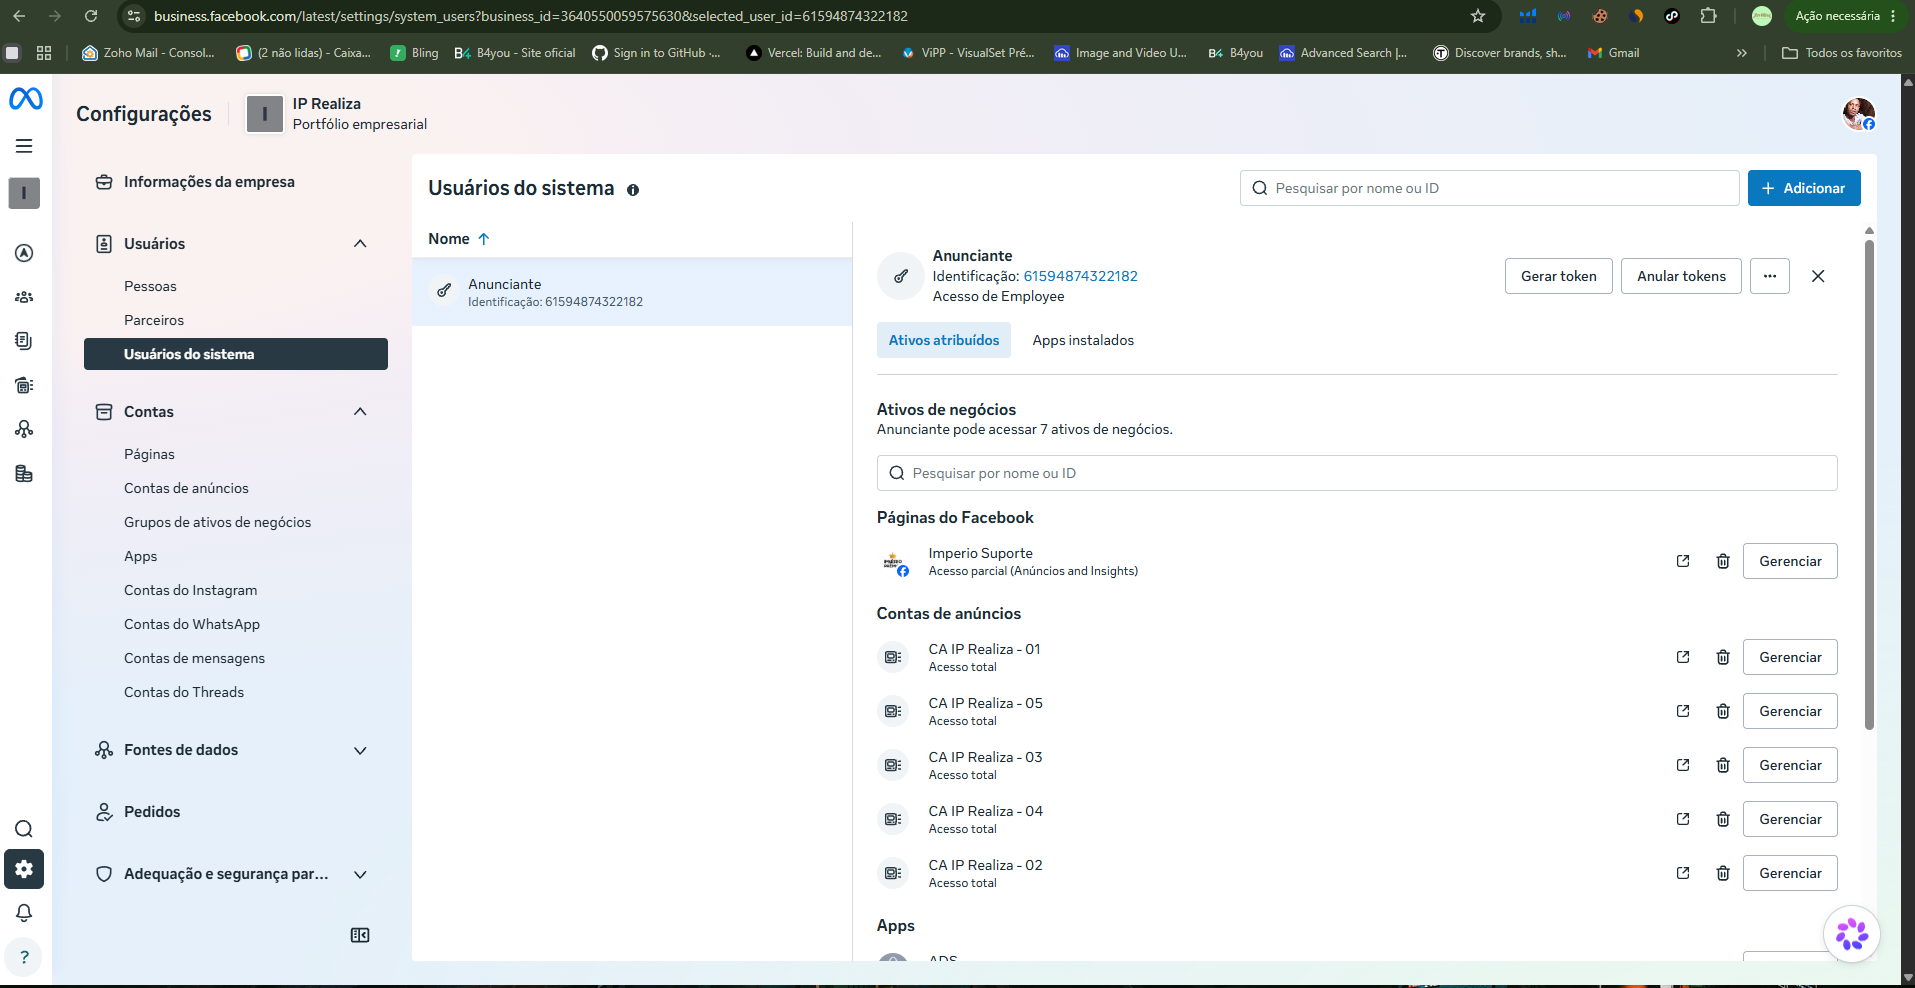 business.facebook.com/latest/settings/system_users?business_id=3640550059575630&selected_user_id=61594874322182
Ação necessária
Zoho Mail - Consol...
(2 não lidas) - Caixa...
Bling
B4you - Site oficial
Sign in to GitHub ·...
Vercel: Build and de...
ViPP - VisualSet Pré...
Image and Video U...
B4you
Advanced Search |...
Discover brands, sh...
Gmail
Todos os favoritos
Configurações
I
IP Realiza
Portfólio empresarial
I
Informações da empresa
Usuários
Pessoas
Parceiros
Usuários do sistema
Contas
Páginas
Contas de anúncios
Grupos de ativos de negócios
Apps
Contas do Instagram
Contas do WhatsApp
Contas de mensagens
Contas do Threads
Fontes de dados
Pedidos
Adequação e segurança par...
?
Usuários do sistema
Pesquisar por nome ou ID
+ Adicionar
Nome
Anunciante
Identificação: 61594874322182
Anunciante
Identificação: 61594874322182
Acesso de Employee
Gerar token
Anular tokens
Ativos atribuídos
Apps instalados
Ativos de negócios
Anunciante pode acessar 7 ativos de negócios.
Pesquisar por nome ou ID
Páginas do Facebook
Imperio Suporte
Acesso parcial (Anúncios and Insights)
Gerenciar
Contas de anúncios
CA IP Realiza - 01
Acesso total
Gerenciar
CA IP Realiza - 05
Acesso total
Gerenciar
CA IP Realiza - 03
Acesso total
Gerenciar
CA IP Realiza - 04
Acesso total
Gerenciar
CA IP Realiza - 02
Acesso total
Gerenciar
Apps
ADS